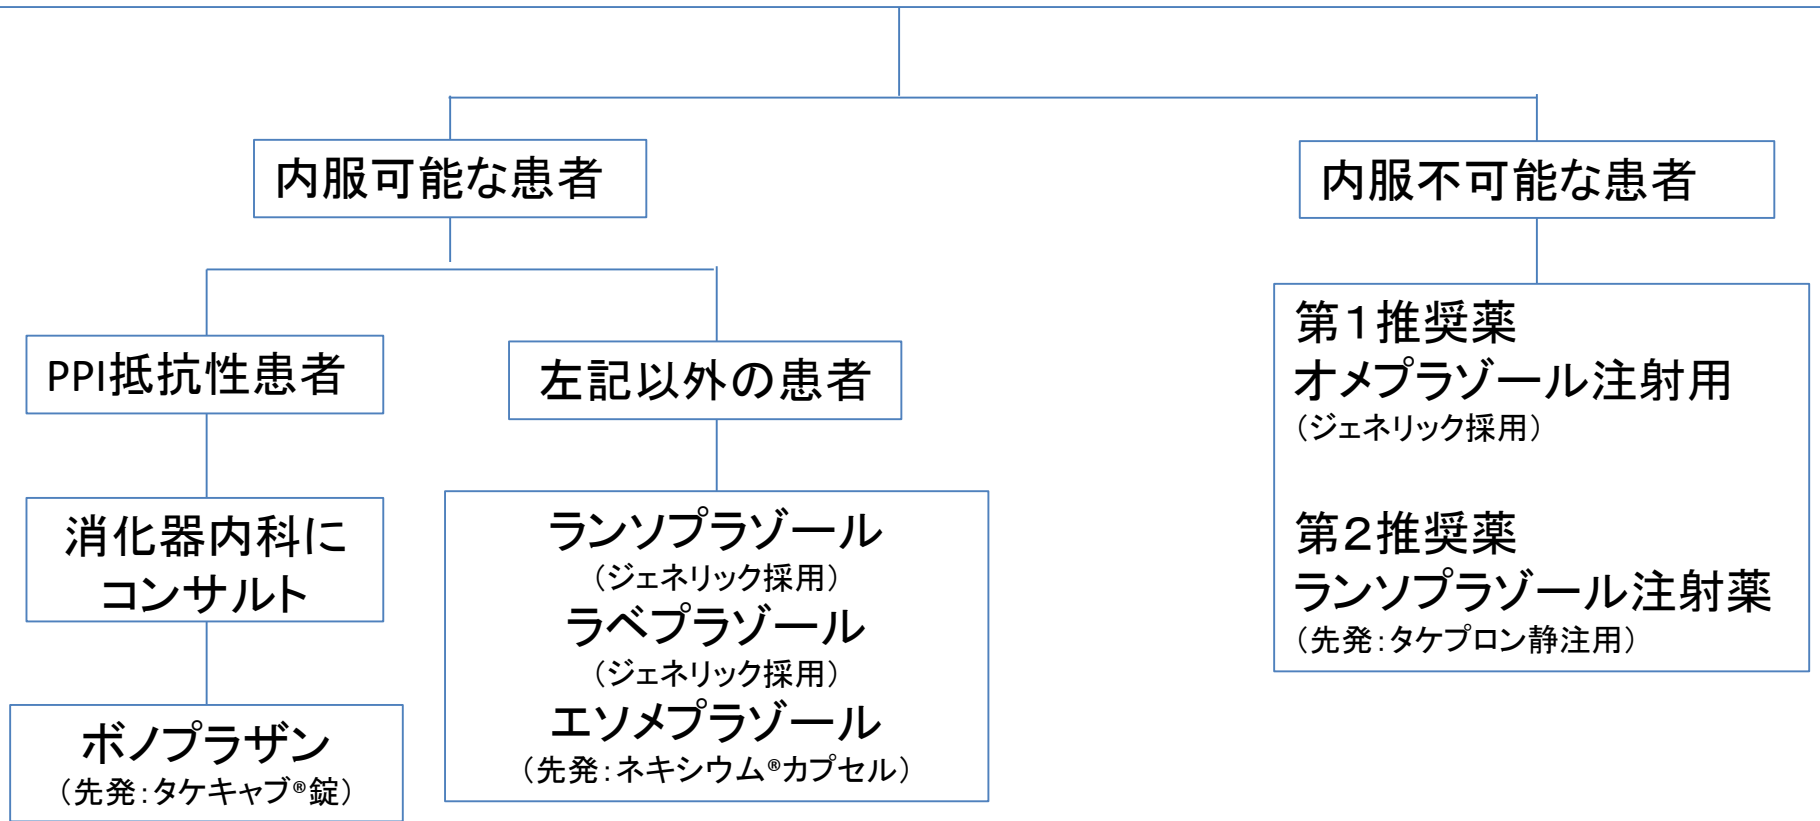 内服可能な患者
内服不可能な患者
PPI抵抗性患者
左記以外の患者
消化器内科に
コンサルト
ボノプラザン
（先発：タケキャブ®錠）
ランソプラゾール
（ジェネリック採用）
ラベプラゾール
（ジェネリック採用）
エソメプラゾール
（先発：ネキシウム®カプセル）
第１推奨薬
オメプラゾール注射用
（ジェネリック採用）
第２推奨薬
ランソプラゾール注射薬
（先発：タケプロン静注用）